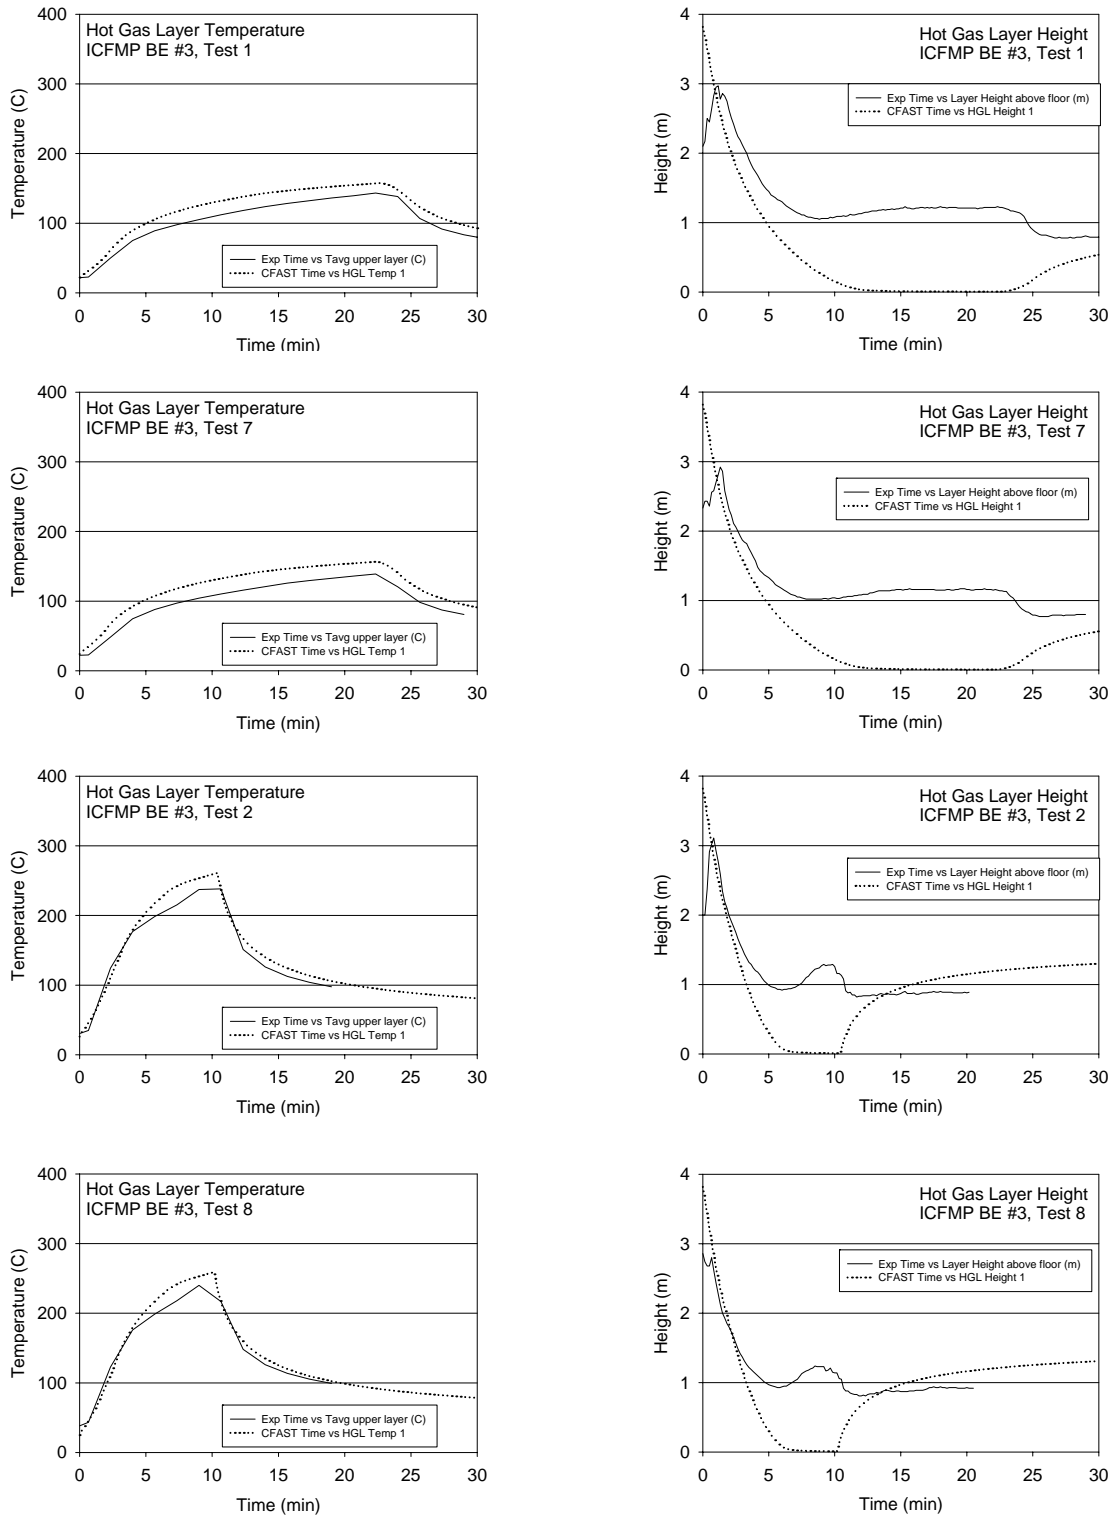 Hot Gas Layer Temperature
ICFMP BE #3, Test 1
Temperature (C)
400
300
200
100
0
Exp Time vs Tavg upper layer (C)
CFAST Time vs HGL Temp 1
0 5 10 15 20 25 30
Time (min)
Hot Gas Layer Height
ICFMP BE #3, Test 1
Height (m)
4
3
2
1
0
Exp Time vs Layer Height above floor (m)
CFAST Time vs HGL Height 1
0 5 10 15 20 25 30
Time (min)
Hot Gas Layer Temperature
ICFMP BE #3, Test 7
Temperature (C)
400
300
200
100
0
Exp Time vs Tavg upper layer (C)
CFAST Time vs HGL Temp 1
0 5 10 15 20 25 30
Time (min)
Hot Gas Layer Height
ICFMP BE #3, Test 7
Height (m)
4
3
2
1
0
Exp Time vs Layer Height above floor (m)
CFAST Time vs HGL Height 1
0 5 10 15 20 25 30
Time (min)
Hot Gas Layer Temperature
ICFMP BE #3, Test 2
Temperature (C)
400
300
200
100
0
Exp Time vs Tavg upper layer (C)
CFAST Time vs HGL Temp 1
0 5 10 15 20 25 30
Time (min)
Hot Gas Layer Height
ICFMP BE #3, Test 2
Height (m)
4
3
2
1
0
Exp Time vs Layer Height above floor (m)
CFAST Time vs HGL Height 1
0 5 10 15 20 25 30
Time (min)
Hot Gas Layer Temperature
ICFMP BE #3, Test 8
Temperature (C)
400
300
200
100
0
Exp Time vs Tavg upper layer (C)
CFAST Time vs HGL Temp 1
0 5 10 15 20 25 30
Time (min)
Hot Gas Layer Height
ICFMP BE #3, Test 8
Height (m)
4
3
2
1
0
Exp Time vs Layer Height above floor (m)
CFAST Time vs HGL Height 1
0 5 10 15 20 25 30
Time (min)